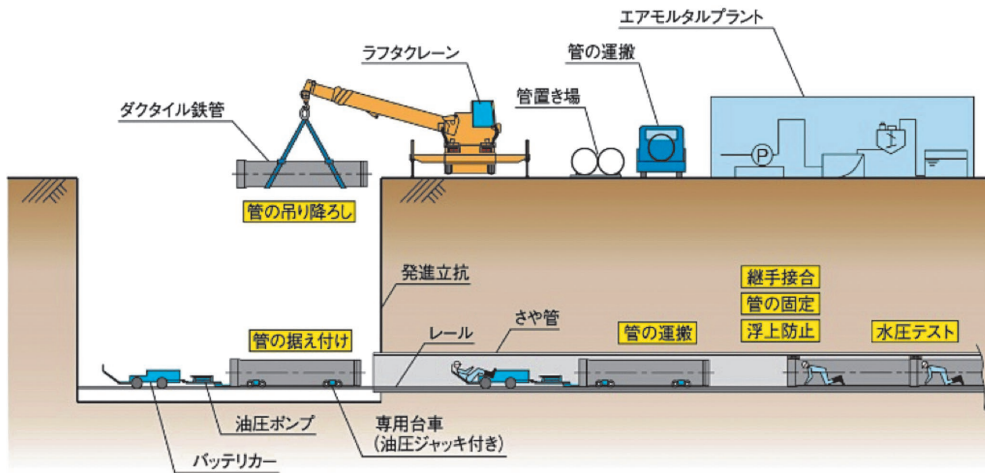 エアモルタルプラント
ラフタクレーン
管の運搬
管置き場
ダクタイル鉄管
P
管の吊り降ろし
発進立抗
継手接合
管の固定
浮上防止
さや管
レール
管の据え付け
管の運搬
水圧テスト
油圧ポンプ
専用台車
(油圧ジャッキ付き)
バッテリカー